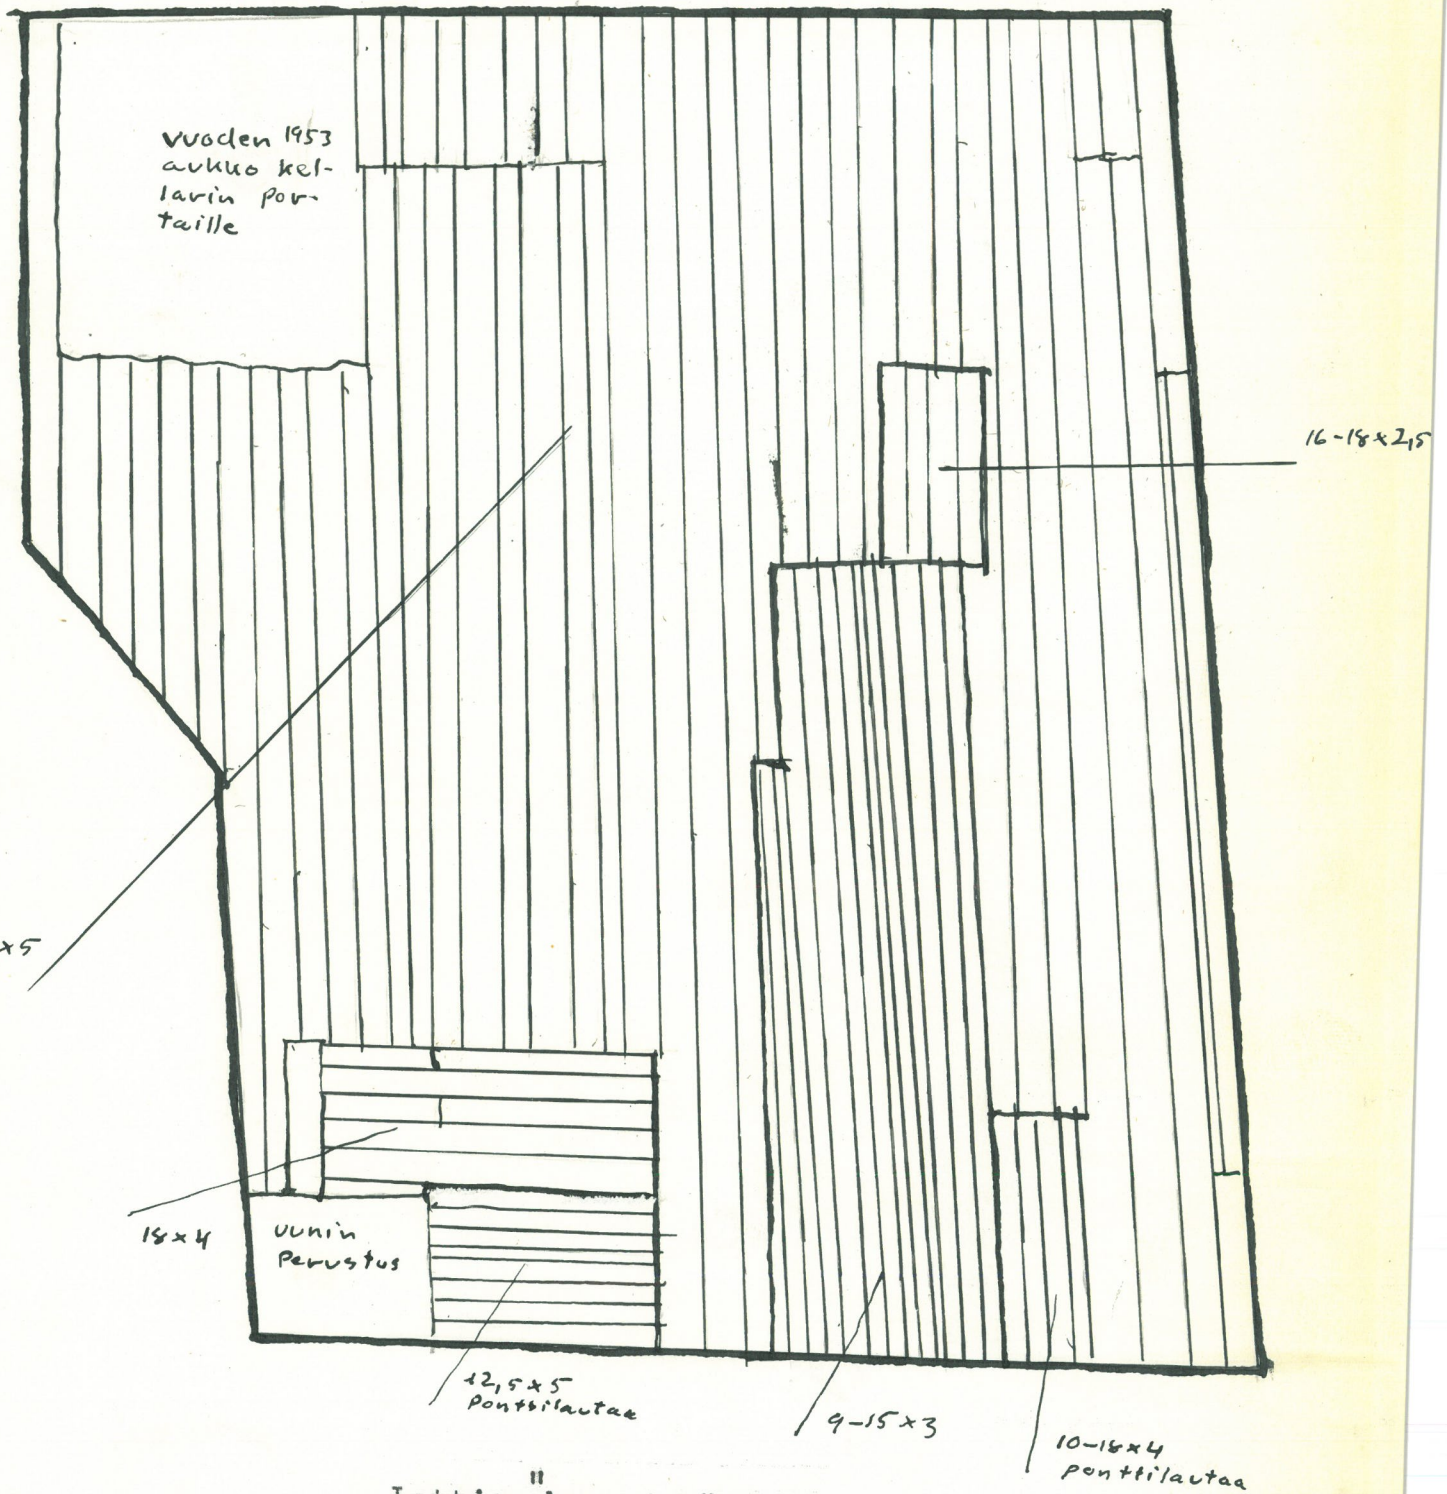 vuoden 1953
aukko kel-
larin por-
taille
16-18x2,5
x5
18x4
uunin
Perustus
12,5x5
Ponttilautaa
9-15x3
10-18x4
ponttilautaa